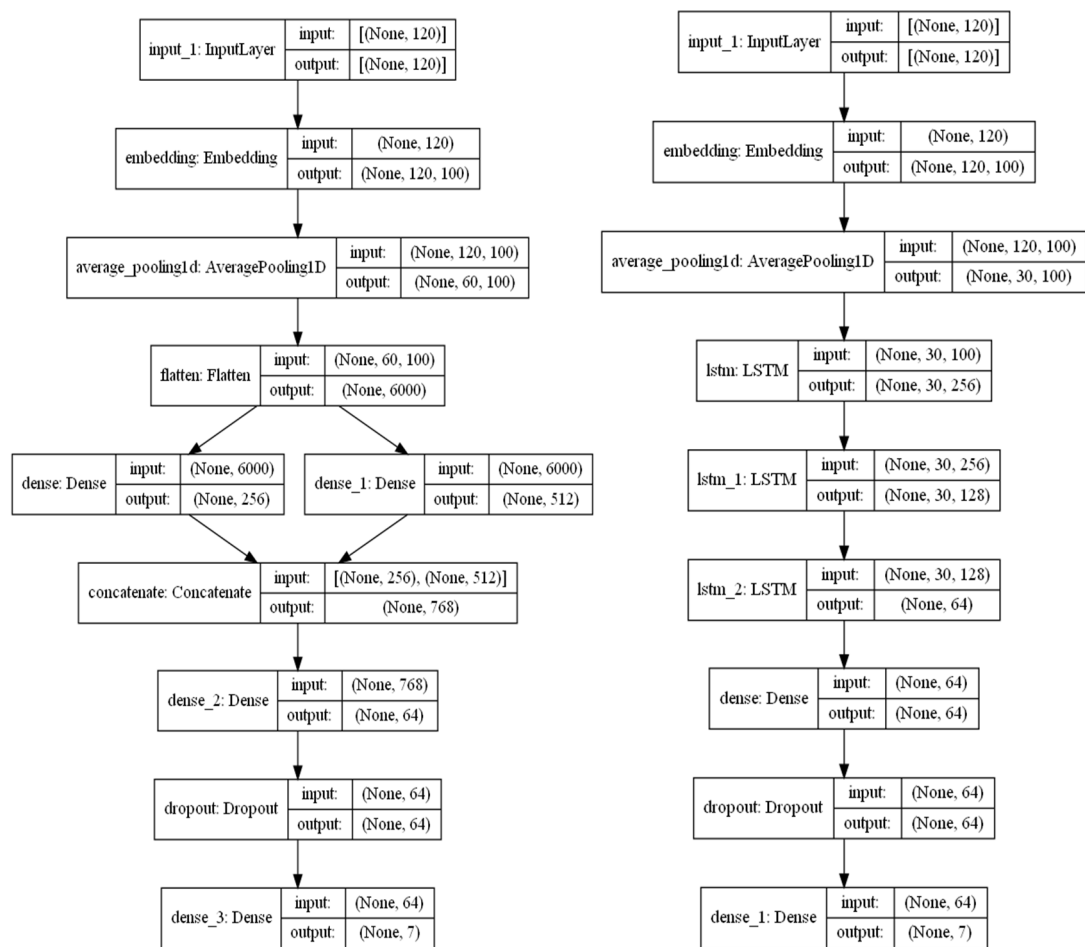 input_1: InputLayer
input: [(None, 120)]
output: [(None, 120)]
embedding: Embedding
input: (None, 120)
output: (None, 120, 100)
average_pooling1d: AveragePooling1D
input: (None, 120, 100)
output: (None, 60, 100)
flatten: Flatten
input: (None, 60, 100)
output: (None, 6000)
dense: Dense
input: (None, 6000)
output: (None, 256)
dense_1: Dense
input: (None, 6000)
output: (None, 512)
concatenate: Concatenate
input: [(None, 256), (None, 512)]
output: (None, 768)
dense_2: Dense
input: (None, 768)
output: (None, 64)
dropout: Dropout
input: (None, 64)
output: (None, 64)
dense_3: Dense
input: (None, 64)
output: (None, 7)
input_1: InputLayer
input: [(None, 120)]
output: [(None, 120)]
embedding: Embedding
input: (None, 120)
output: (None, 120, 100)
average_pooling1d: AveragePooling1D
input: (None, 120, 100)
output: (None, 30, 100)
lstm: LSTM
input: (None, 30, 100)
output: (None, 30, 256)
lstm_1: LSTM
input: (None, 30, 256)
output: (None, 30, 128)
lstm_2: LSTM
input: (None, 30, 128)
output: (None, 64)
dense: Dense
input: (None, 64)
output: (None, 64)
dropout: Dropout
input: (None, 64)
output: (None, 64)
dense_1: Dense
input: (None, 64)
output: (None, 7)